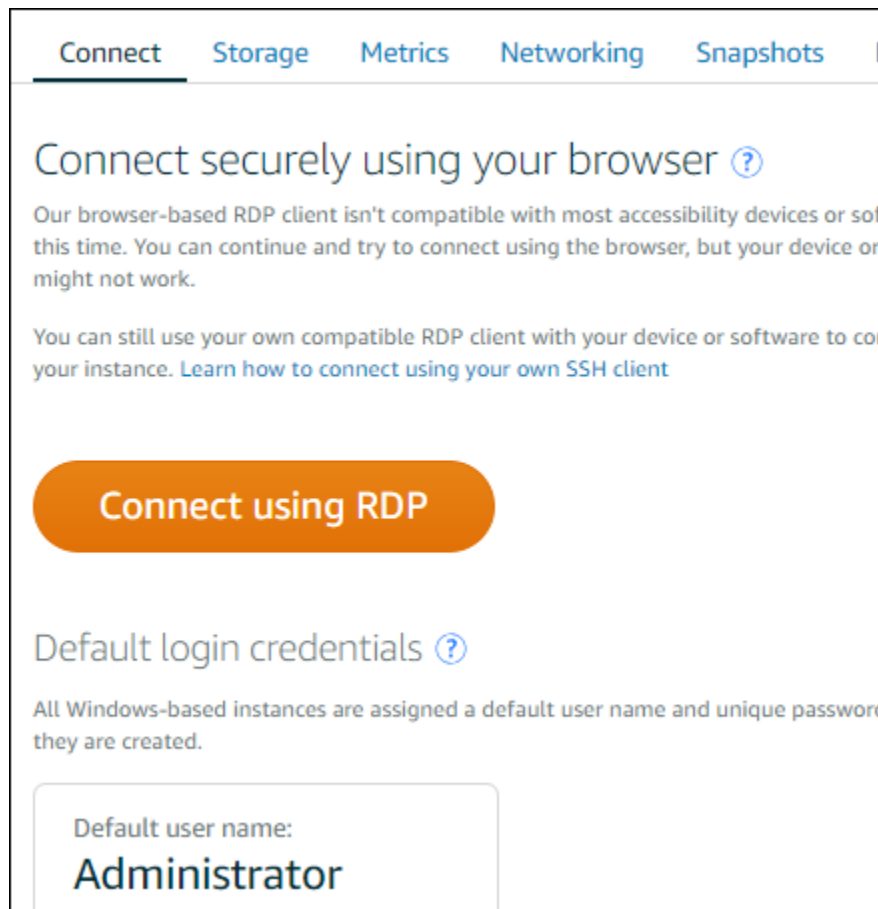 Connect Storage Metrics Networking Snapshots
Connect securely using your browser ?
Our browser-based RDP client isn't compatible with most accessibility devices or
this time. You can continue and try to connect using the browser, but your device or
might not work.
You can still use your own compatible RDP client with your device or software to
your instance. Learn how to connect using your own SSH client
Connect using RDP
Default login credentials ?
All Windows-based instances are assigned a default user name and unique
they are created.
Default user name:
Administrator